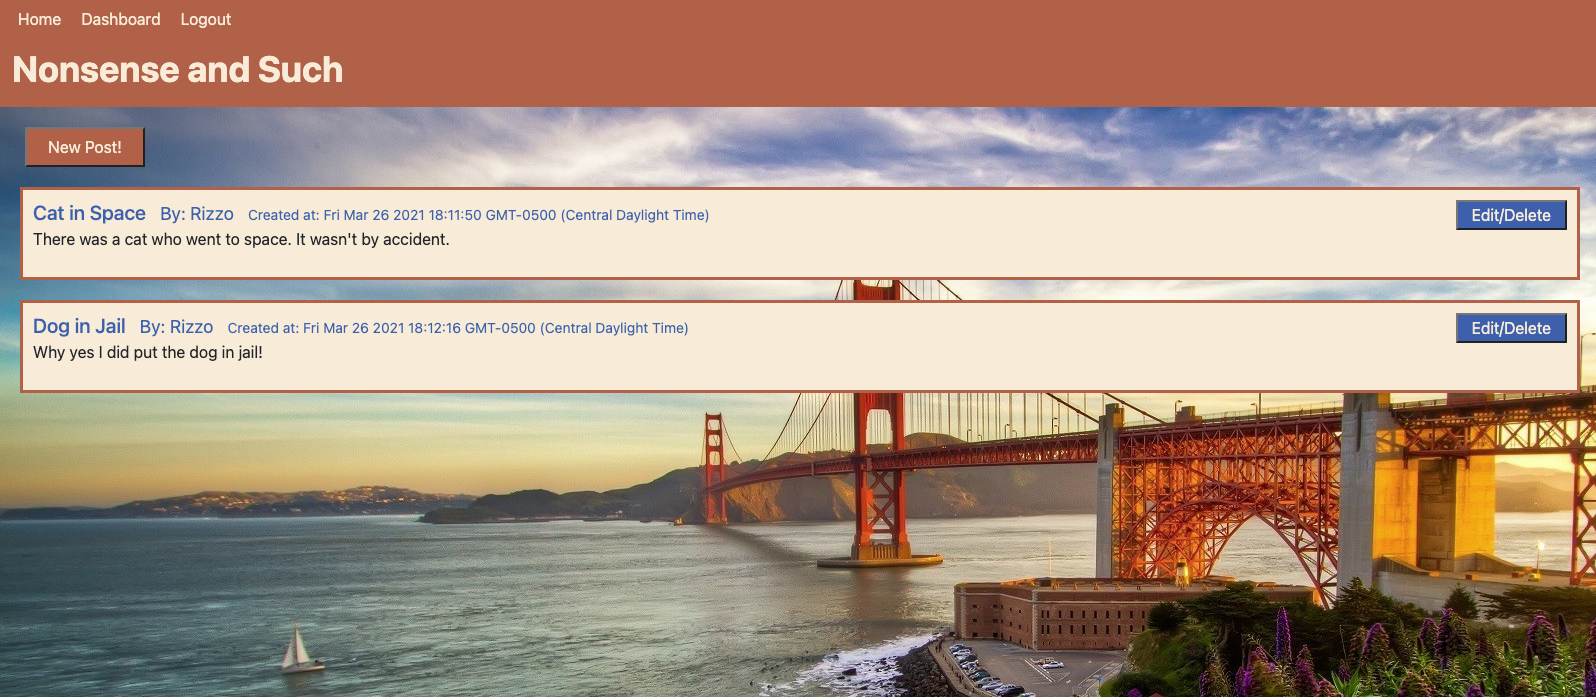 Home Dashboard Logout
Nonsense and Such
New Post!
Cat in Space By: Rizzo Created at: Fri Mar 26 2021 18:11:50 GMT-0500 (Central Daylight Time) Edit/Delete
There was a cat who went to space. It wasn't by accident.
Dog in Jail By: Rizzo Created at: Fri Mar 26 2021 18:12:16 GMT-0500 (Central Daylight Time) Edit/Delete
Why yes I did put the dog in jail!